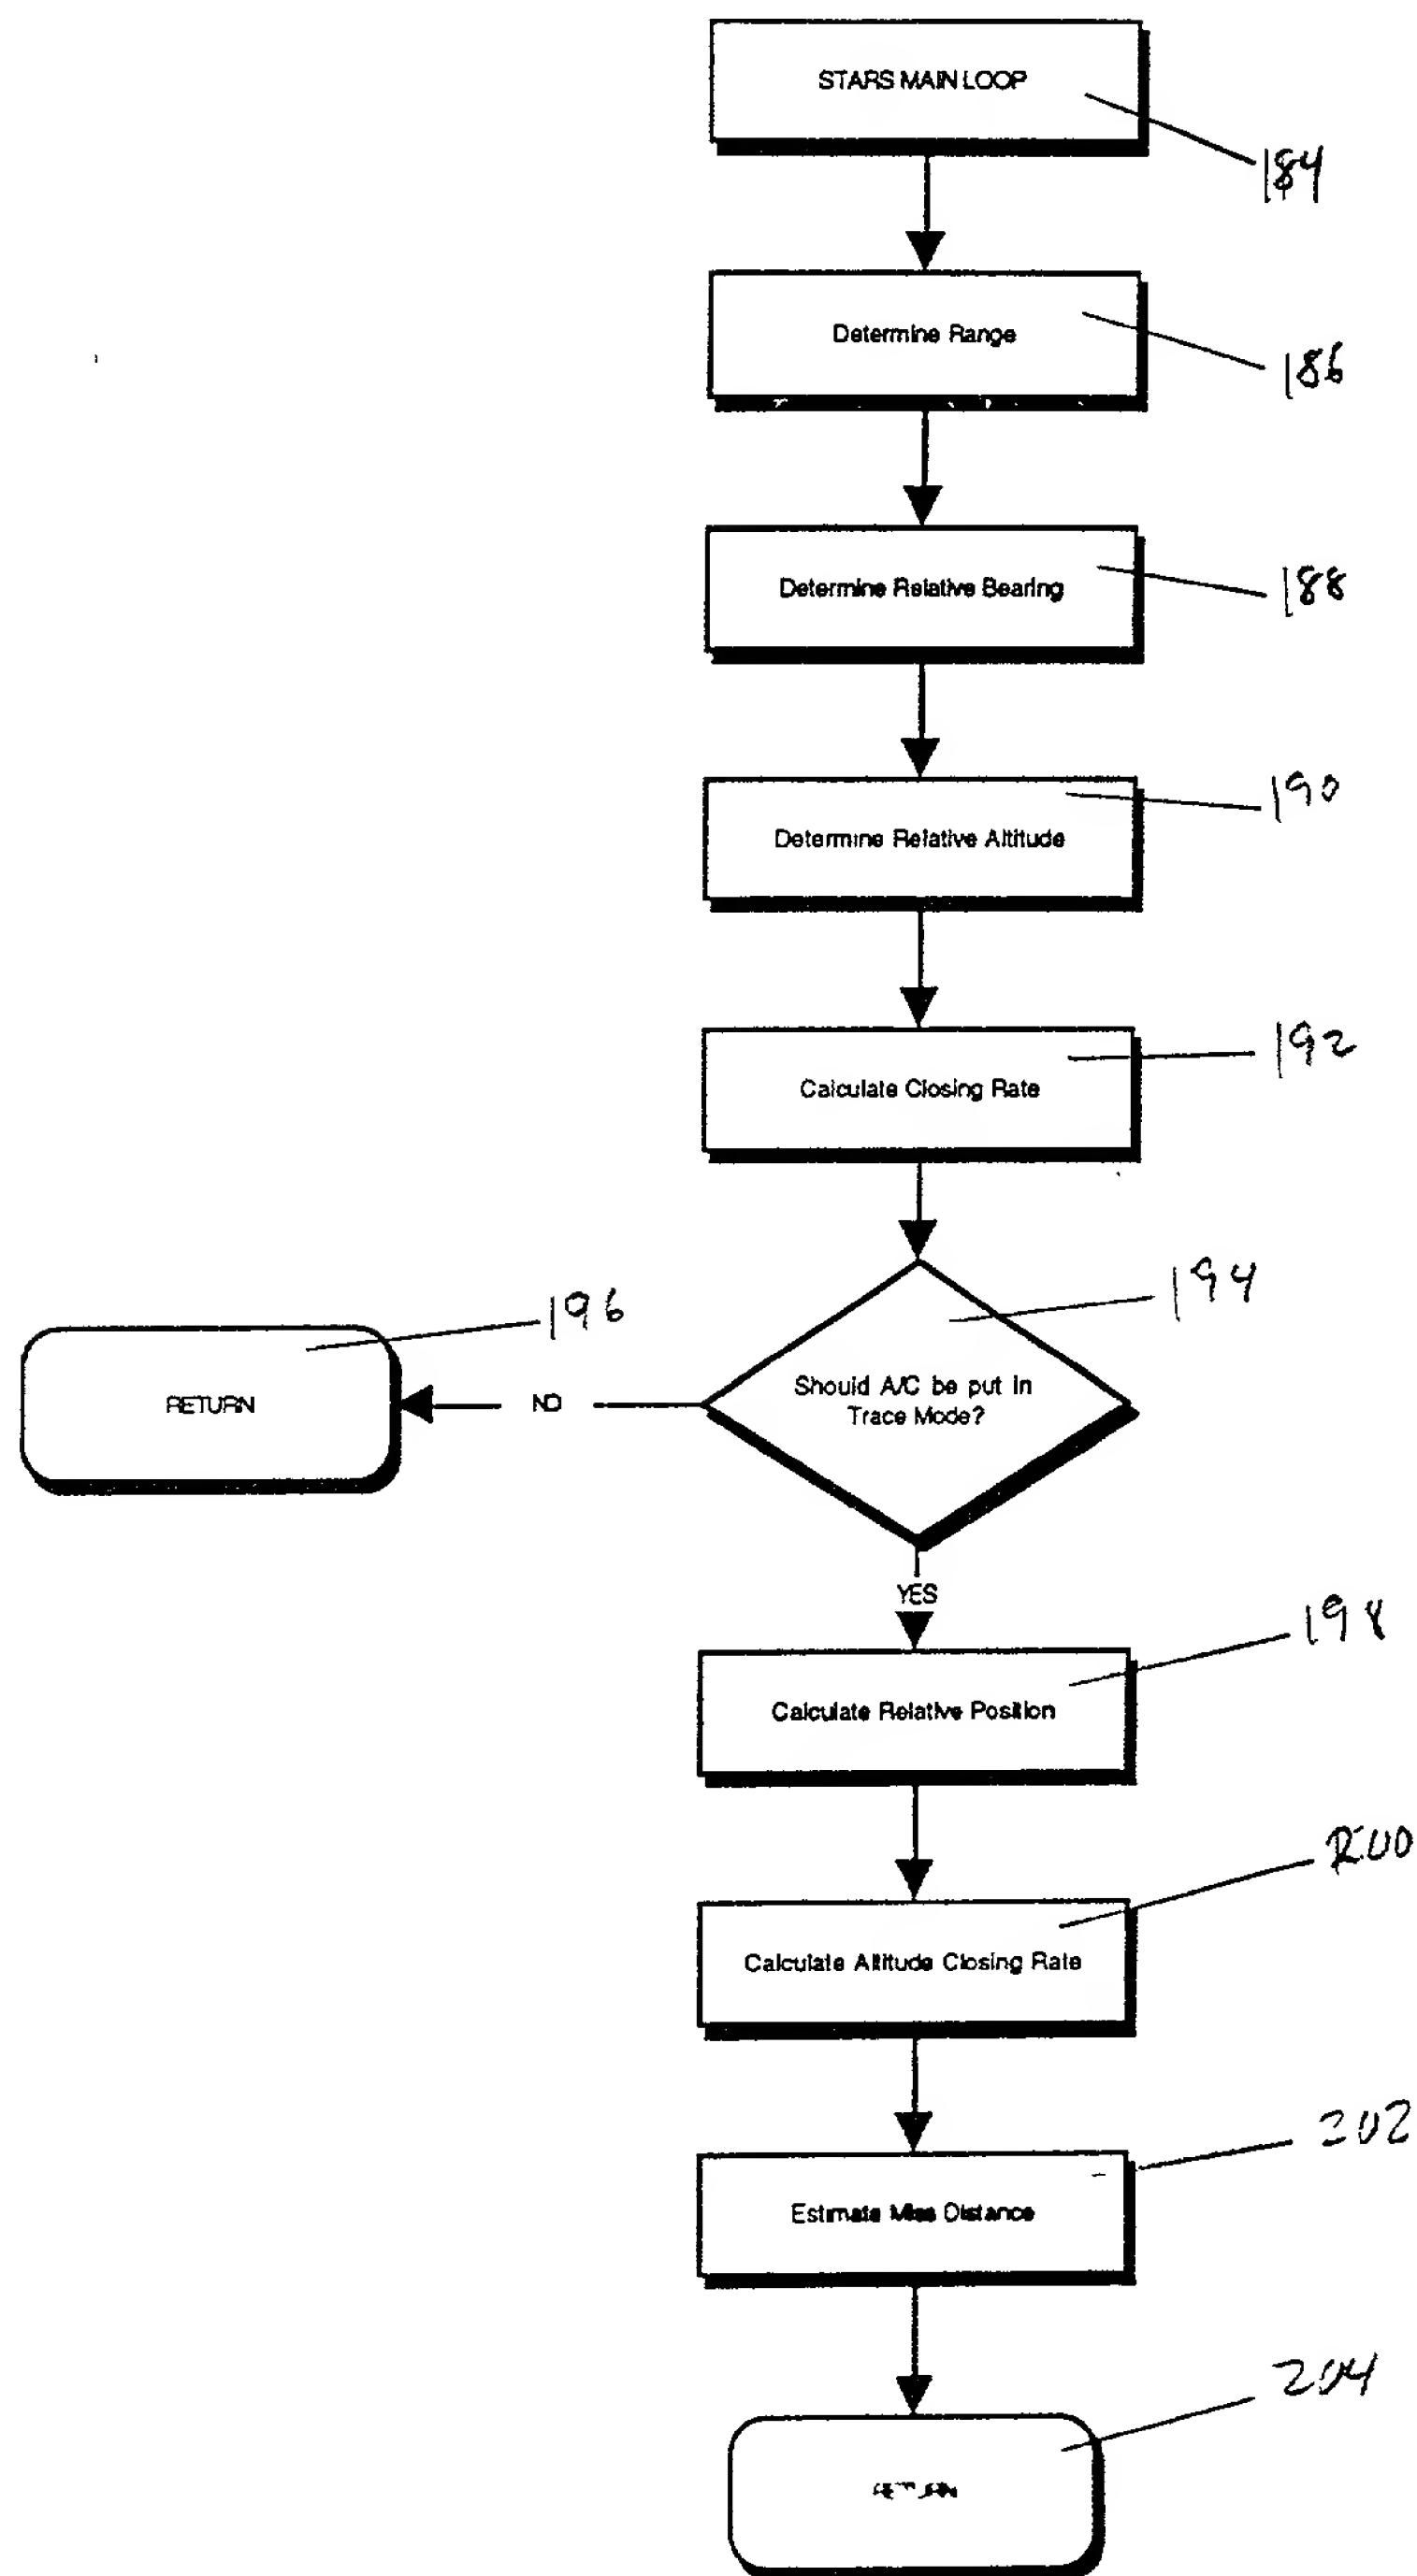 STARS MAIN LOOP
184
Determine Range
186
Determine Relative Bearing
188
Determine Relative Altitude
190
Calculate Closing Rate
192
194
196
Should A/C be put in
Trace Mode?
NO
RETURN
YES
198
Calculate Relative Position
200
Calculate Altitude Closing Rate
202
Estimate Miss Distance
204
RETURN